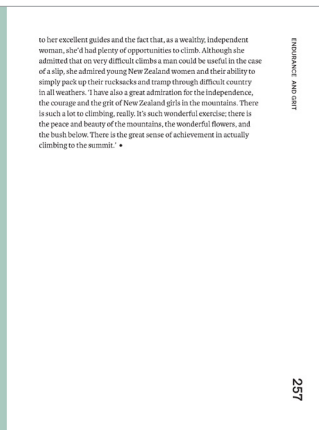 to her excellent guides and the fact that, as a wealthy, independent
woman, she'd had plenty of opportunities to climb. Although she
admitted that on very difficult climbs a man could be useful in the case
of a slip, she admired young New Zealand women and their ability to
simply pack up their rucksacks and tramp through difficult country
in all weathers. 'I have also a great admiration for the independence,
the courage and the grit of New Zealand girls in the mountains. There
is such a lot to climbing, really. It's such wonderful exercise; there is
the peace and beauty of the mountains, the wonderful flowers, and
the bush below. There is the great sense of achievement in actually
climbing to the summit.' •
ENDURANCE AND GRIT
257